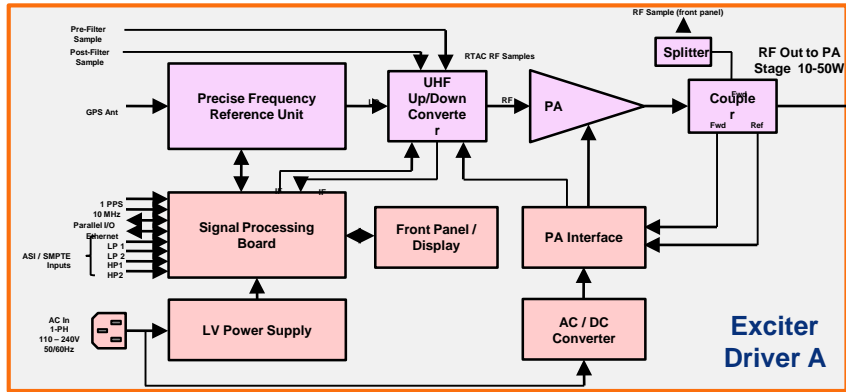 Pre-Filter
Sample
Post-Filter
Sample
RTAC RF Samples
RF Sample (front panel)
Splitter
RF Out to PA
Stage 10-50W
GPS Ant
Precise Frequency
Reference Unit
UHF
Up/Down
Converte
r
RF
PA
Fwd
Couple
r
Fwd
Ref
IF
IF
1 PPS
10 MHz
Parallel I/O
Ethernet
ASI / SMPTE
Inputs
LP 1
LP 2
HP1
HP2
Signal Processing
Board
Front Panel /
Display
PA Interface
AC In
1-PH
110 – 240V
50/60Hz
LV Power Supply
AC / DC
Converter
Exciter
Driver A